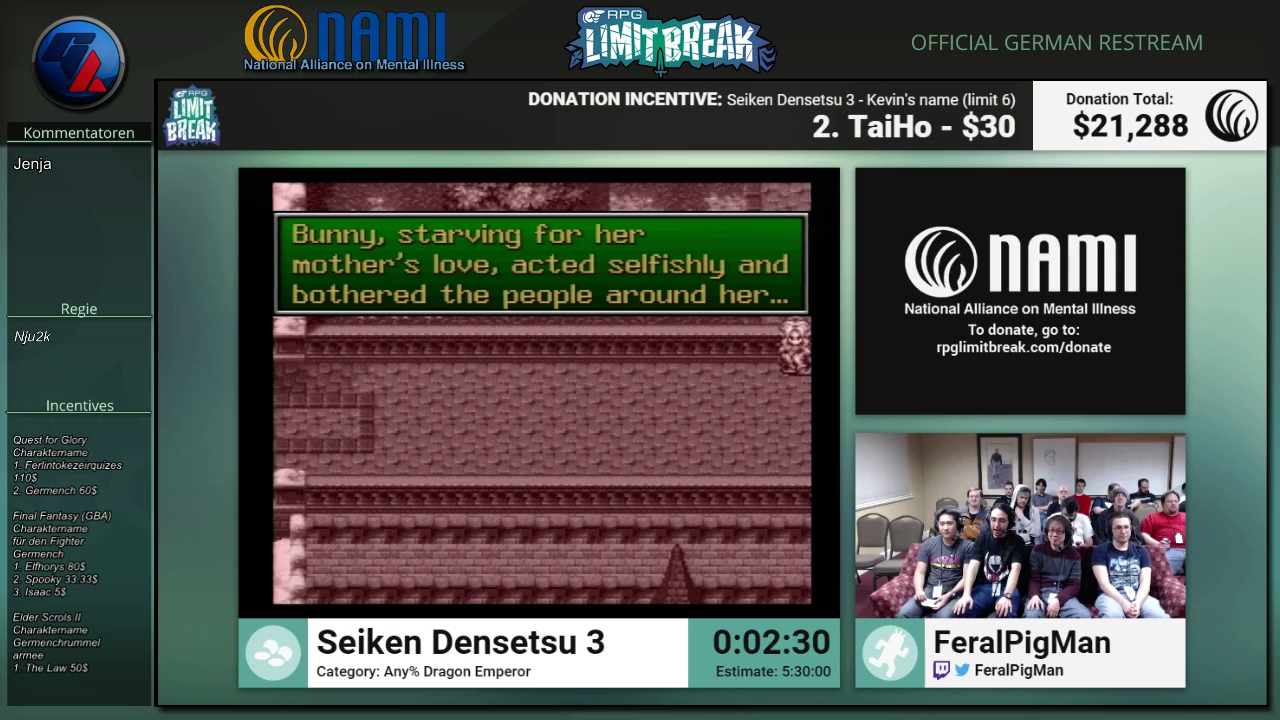 NAMI
National Alliance on Mental Illness
RPG
LIMIT BREAK
OFFICIAL GERMAN RESTREAM
Kommentatoren
Jenja
Regie
Nju2k
Incentives
Quest for Glory
Charaktername
1. Ferlintokezeirquizes
110$
2. Germench 60$
Final Fantasy (GBA)
Charaktername
für den Fighter
Germench
1. Elfhorys 80$
2. Spooky 33.33$
3. Isaac 5$
Elder Scrols II
Charaktername
Germenchrummel
armee
1. The Law 50$
RPG
LIMIT
BREAK
DONATION INCENTIVE: Seiken Densetsu 3 - Kevin's name (limit 6)
2. TaiHo - $30
Donation Total:
$21,288
Bunny, starving for her
mother's love, acted selfishly and
bothered the people around her...
NAMI
National Alliance on Mental Illness
To donate, go to:
rpglimitbreak.com/donate
Seiken Densetsu 3
Category: Any% Dragon Emperor
0:02:30
Estimate: 5:30:00
FeralPigMan
FeralPigMan